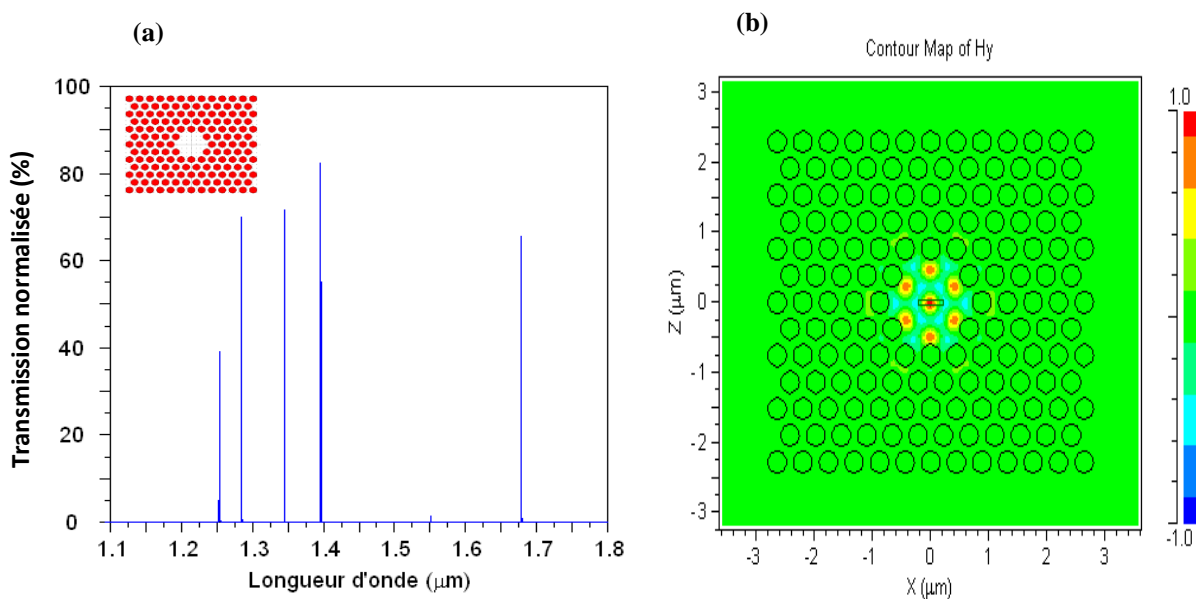 (a)
Transmission normalisée (%)
100
80
60
40
20
0
1.1 1.2 1.3 1.4 1.5 1.6 1.7 1.8
Longueur d'onde (μm)
(b)
Contour Map of Hy
Z (μm)
3
2
1
0
-1
-2
-3
-3 -2 -1 0 1 2 3
X (μm)
1.0
-1.0